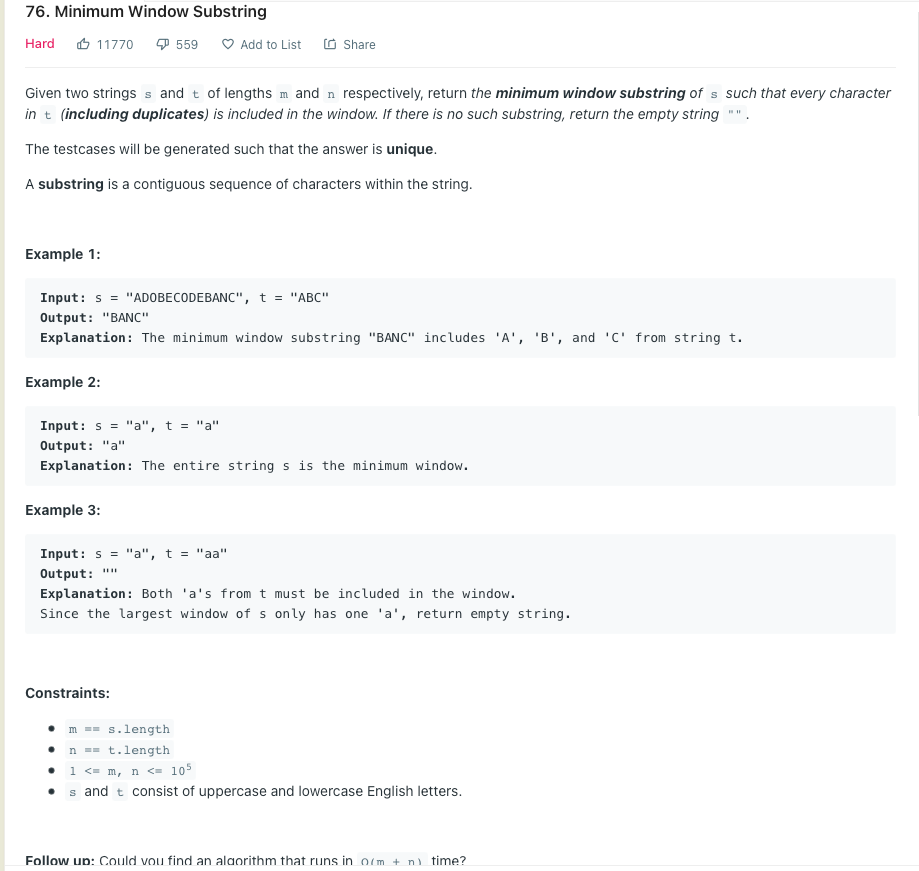 76. Minimum Window Substring
Hard 11770 559 Add to List Share
Given two strings s and t of lengths m and n respectively, return the minimum window substring of s such that every character
in t (including duplicates) is included in the window. If there is no such substring, return the empty string "".
The testcases will be generated such that the answer is unique.
A substring is a contiguous sequence of characters within the string.
Example 1:
Input: s = "ADOBECODEBANC", t = "ABC"
Output: "BANC"
Explanation: The minimum window substring "BANC" includes 'A', 'B', and 'C' from string t.
Example 2:
Input: s = "a", t = "a"
Output: "a"
Explanation: The entire string s is the minimum window.
Example 3:
Input: s = "a", t = "aa"
Output: ""
Explanation: Both 'a's from t must be included in the window.
Since the largest window of s only has one 'a', return empty string.
Constraints:
m == s.length
n == t.length
1 <= m, n <= 10⁵
s and t consist of uppercase and lowercase English letters.
Follow up: Could you find an algorithm that runs in O(m + n) time?